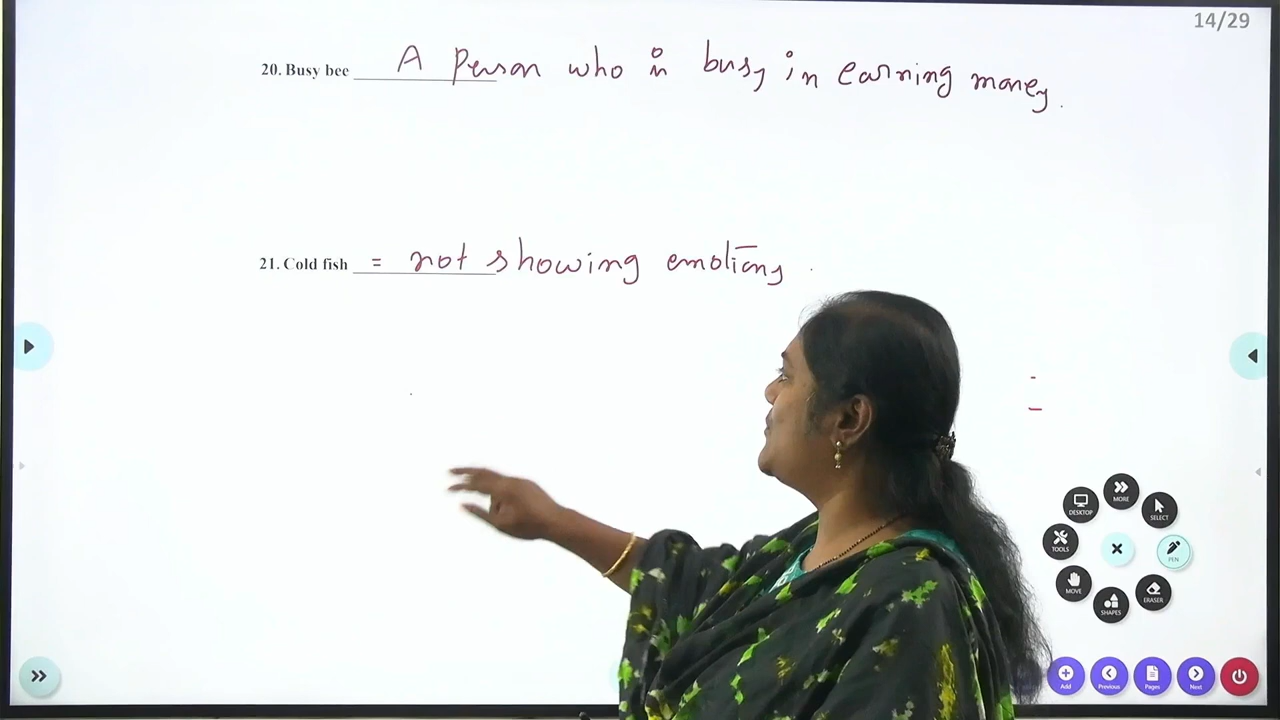 14/29
20. Busy bee A Person who is busy in earning money.
21. Cold fish = not showing emotions.
DESKTOP
MORE
SELECT
TOOLS
PEN
MOVE
SHAPES
ERASER
Add
Previous
Pages
Next